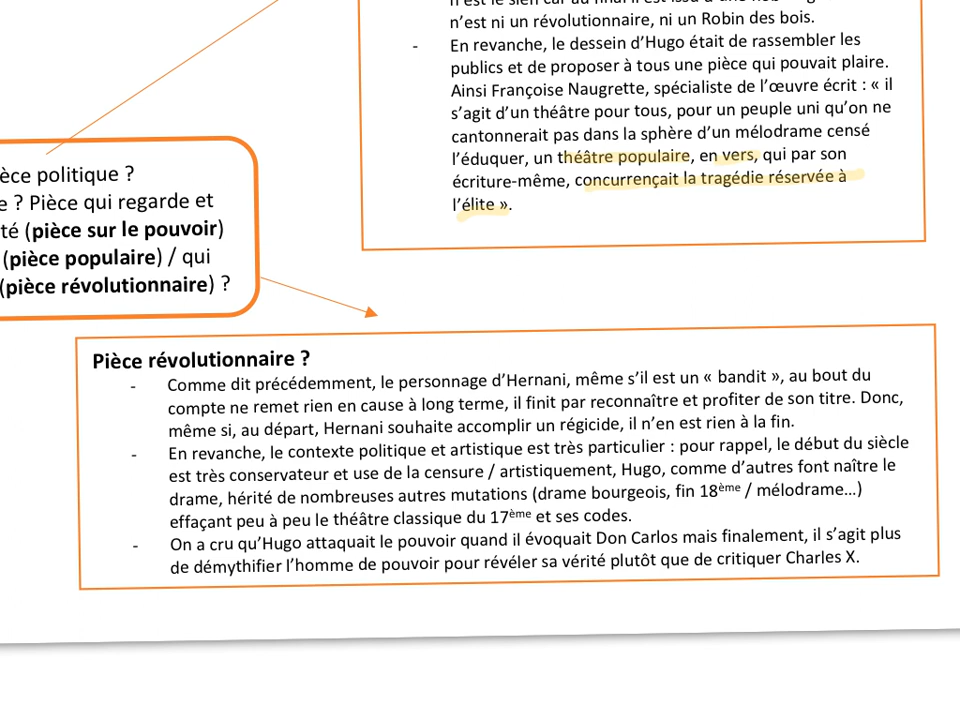 n'est ni un révolutionnaire, ni un Robin des bois.
- En revanche, le dessein d'Hugo était de rassembler les
publics et de proposer à tous une pièce qui pouvait plaire.
Ainsi Françoise Naugrette, spécialiste de l'œuvre écrit : « il
s'agit d'un théâtre pour tous, pour un peuple uni qu'on ne
cantonnerait pas dans la sphère d'un mélodrame censé
l'éduquer, un théâtre populaire, en vers, qui par son
écriture-même, concurrençait la tragédie réservée à
l'élite ».
èce politique ?
e ? Pièce qui regarde et
té (pièce sur le pouvoir)
(pièce populaire) / qui
(pièce révolutionnaire) ?
Pièce révolutionnaire ?
- Comme dit précédemment, le personnage d'Hernani, même s'il est un « bandit », au bout du
compte ne remet rien en cause à long terme, il finit par reconnaître et profiter de son titre. Donc,
même si, au départ, Hernani souhaite accomplir un régicide, il n'en est rien à la fin.
- En revanche, le contexte politique et artistique est très particulier : pour rappel, le début du siècle
est très conservateur et use de la censure / artistiquement, Hugo, comme d'autres font naître le
drame, hérité de nombreuses autres mutations (drame bourgeois, fin 18ème / mélodrame...)
effaçant peu à peu le théâtre classique du 17ème et ses codes.
- On a cru qu'Hugo attaquait le pouvoir quand il évoquait Don Carlos mais finalement, il s'agit plus
de démythifier l'homme de pouvoir pour révéler sa vérité plutôt que de critiquer Charles X.